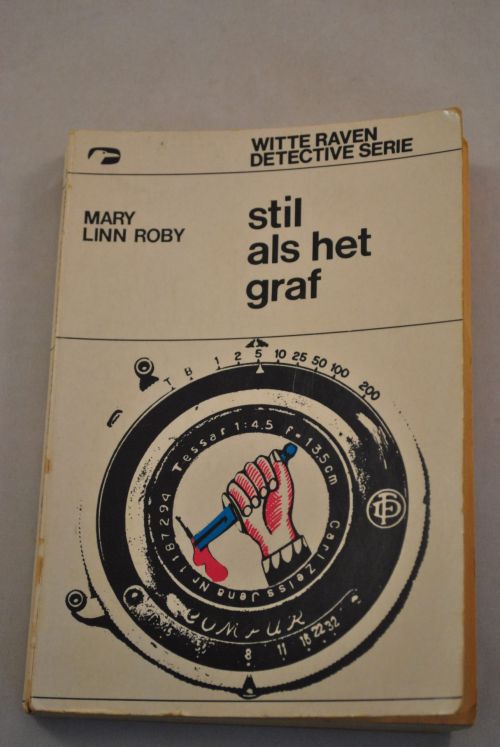 WITTE RAVEN
DETECTIVE SERIE
MARY
LINN ROBY
stil
als het
graf
T B 1 2 5 10 25 50 100 200
Tessar 1:4.5 f=13.5cm
Carl Zeiss Jena Nr 1187294
COMPUR
8 11 16 22 32